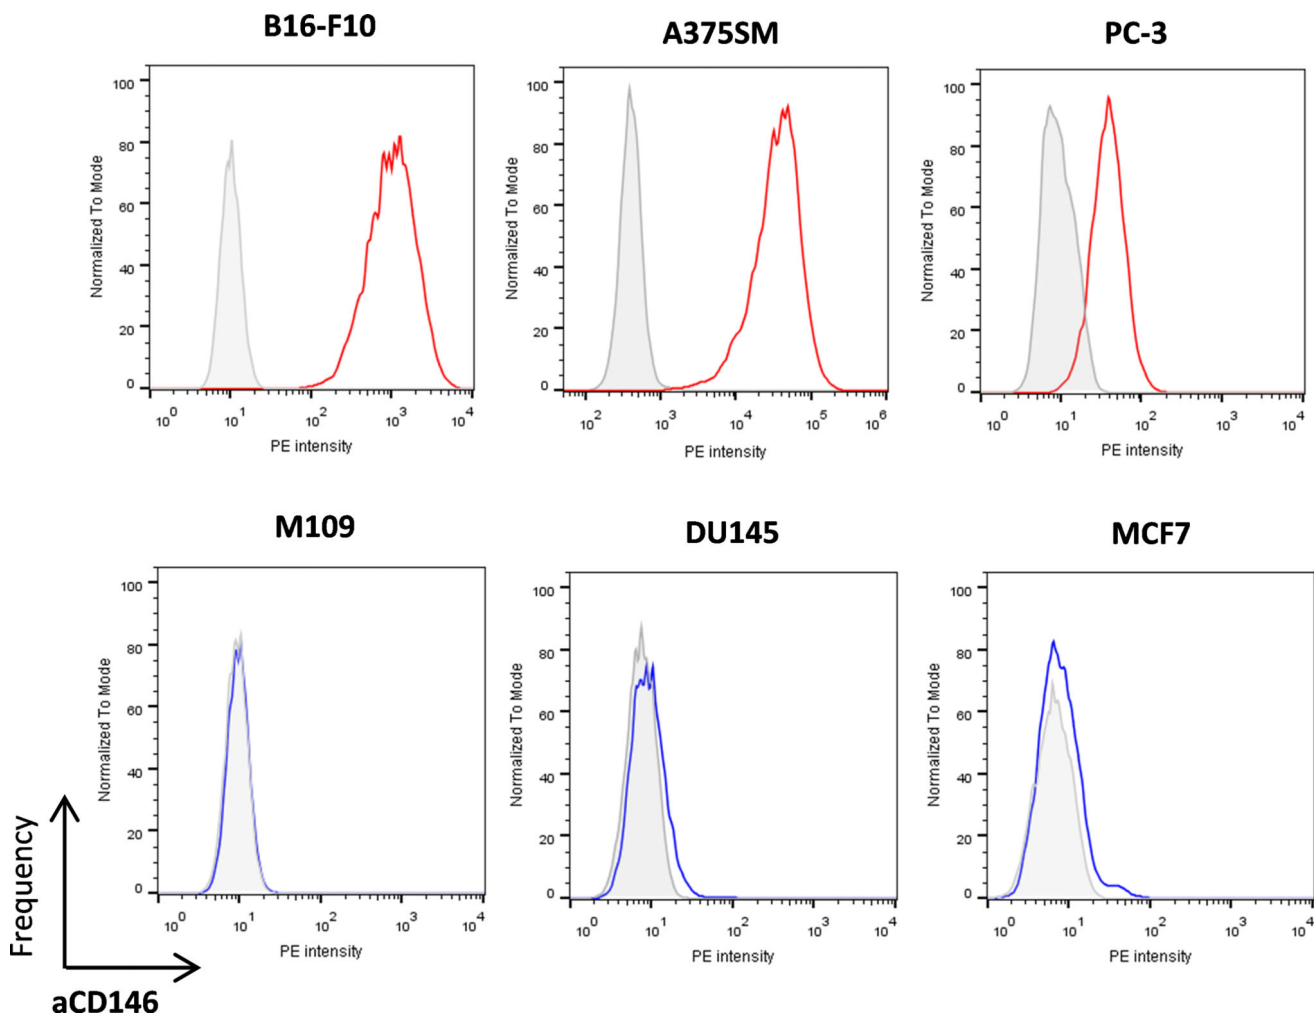 B16-F10
A375SM
PC-3
Normalized To Mode
100
80
60
40
20
0
10^0 10^1 10^2 10^3 10^4
PE intensity
Normalized To Mode
100
80
60
40
20
0
10^2 10^3 10^4 10^5 10^6
PE intensity
Normalized To Mode
100
80
60
40
20
0
10^0 10^1 10^2 10^3 10^4
PE intensity
M109
DU145
MCF7
Normalized To Mode
100
80
60
40
20
0
10^0 10^1 10^2 10^3 10^4
PE intensity
Normalized To Mode
100
80
60
40
20
0
10^0 10^1 10^2 10^3 10^4
PE intensity
Normalized To Mode
100
80
60
40
20
0
10^0 10^1 10^2 10^3 10^4
PE intensity
Frequency
aCD146